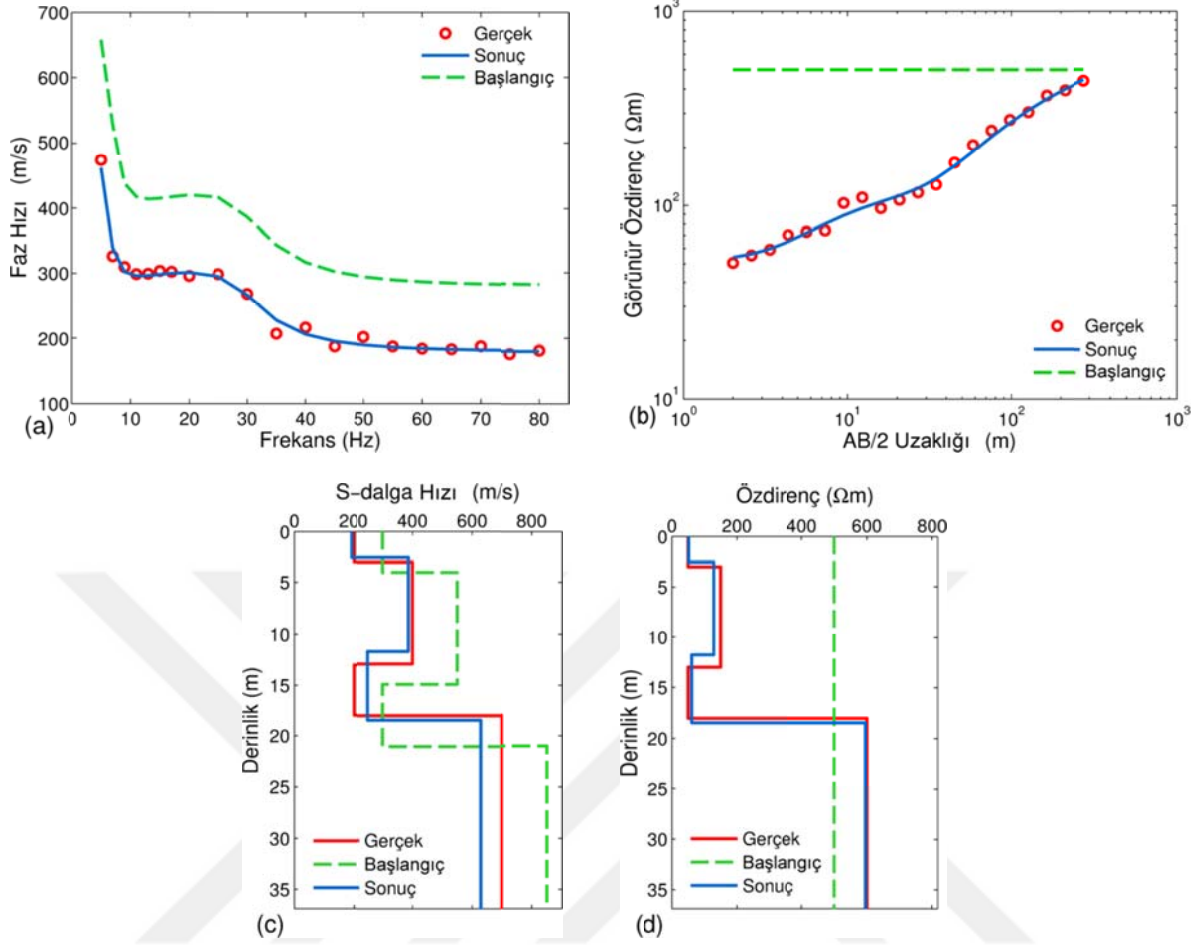 700
600
500
400
300
200
100
Faz Hızı (m/s)
Gerçek
Sonuç
Başlangıç
0
10
20
30
40
50
60
70
80
(a)
Frekans (Hz)
10³
10²
10¹
Görünür Özdirenç ( Ωm)
Gerçek
Sonuç
Başlangıç
10⁰
10¹
10²
10³
(b)
AB/2 Uzaklığı (m)
S-dalga Hızı (m/s)
0
200
400
600
800
0
5
10
15
20
25
30
35
Derinlik (m)
Gerçek
Başlangıç
Sonuç
(c)
Özdirenç (Ωm)
0
200
400
600
800
0
5
10
15
20
25
30
35
Derinlik (m)
Gerçek
Başlangıç
Sonuç
(d)